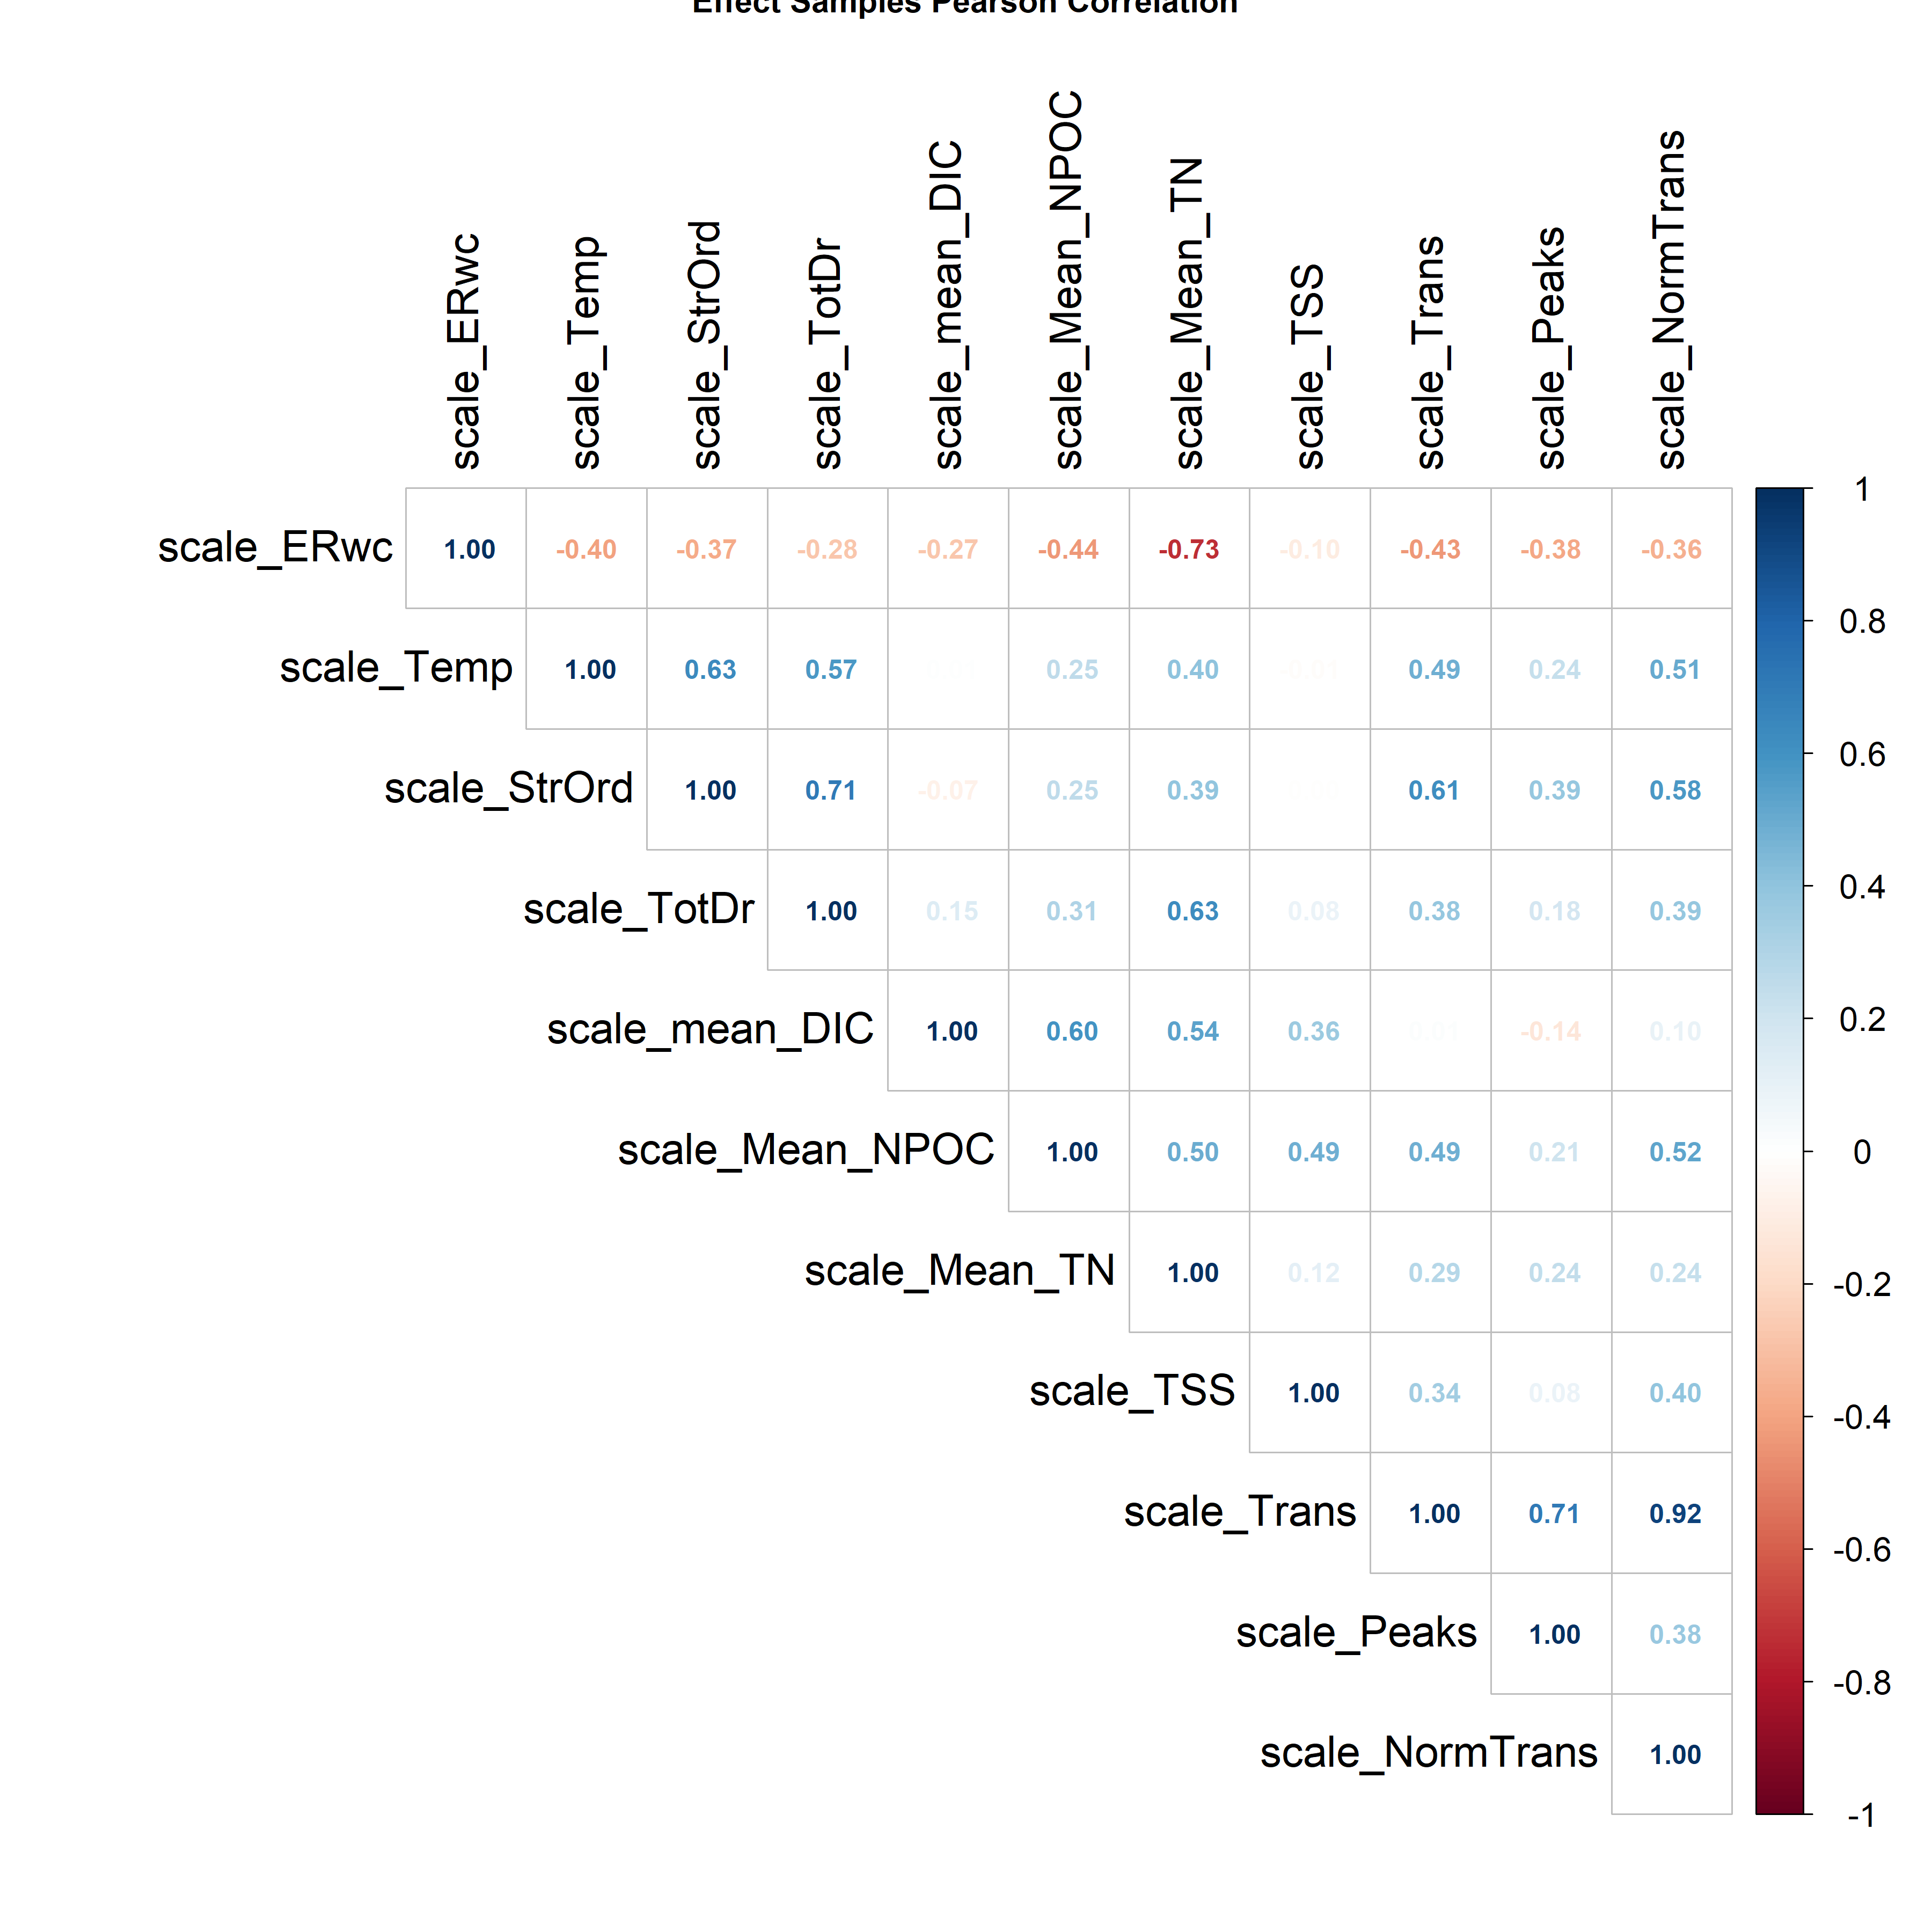 Effect Samples Pearson Correlation
scale_ERwc scale_Temp scale_StrOrd scale_TotDr scale_mean_DIC scale_Mean_NPOC scale_Mean_TN scale_TSS scale_Trans scale_Peaks scale_NormTrans
scale_ERwc 1.00 -0.40 -0.37 -0.28 -0.27 -0.44 -0.73 -0.10 -0.43 -0.38 -0.36
scale_Temp 1.00 0.63 0.57 0.25 0.40 -0.01 0.49 0.24 0.51
scale_StrOrd 1.00 0.71 -0.07 0.25 0.39 0.61 0.39 0.58
scale_TotDr 1.00 0.15 0.31 0.63 0.08 0.38 0.18 0.39
scale_mean_DIC 1.00 0.60 0.54 0.36 -0.14 0.10
scale_Mean_NPOC 1.00 0.50 0.49 0.49 0.21 0.52
scale_Mean_TN 1.00 0.12 0.29 0.24 0.24
scale_TSS 1.00 0.34 0.08 0.40
scale_Trans 1.00 0.71 0.92
scale_Peaks 1.00 0.38
scale_NormTrans 1.00
1
0.8
0.6
0.4
0.2
0
-0.2
-0.4
-0.6
-0.8
-1